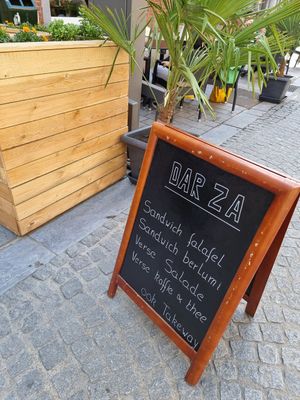 DAR ZA
Sandwich falafel
Sandwich berlumi
Verse Salade
Verse koffie & thee
ook Takeway